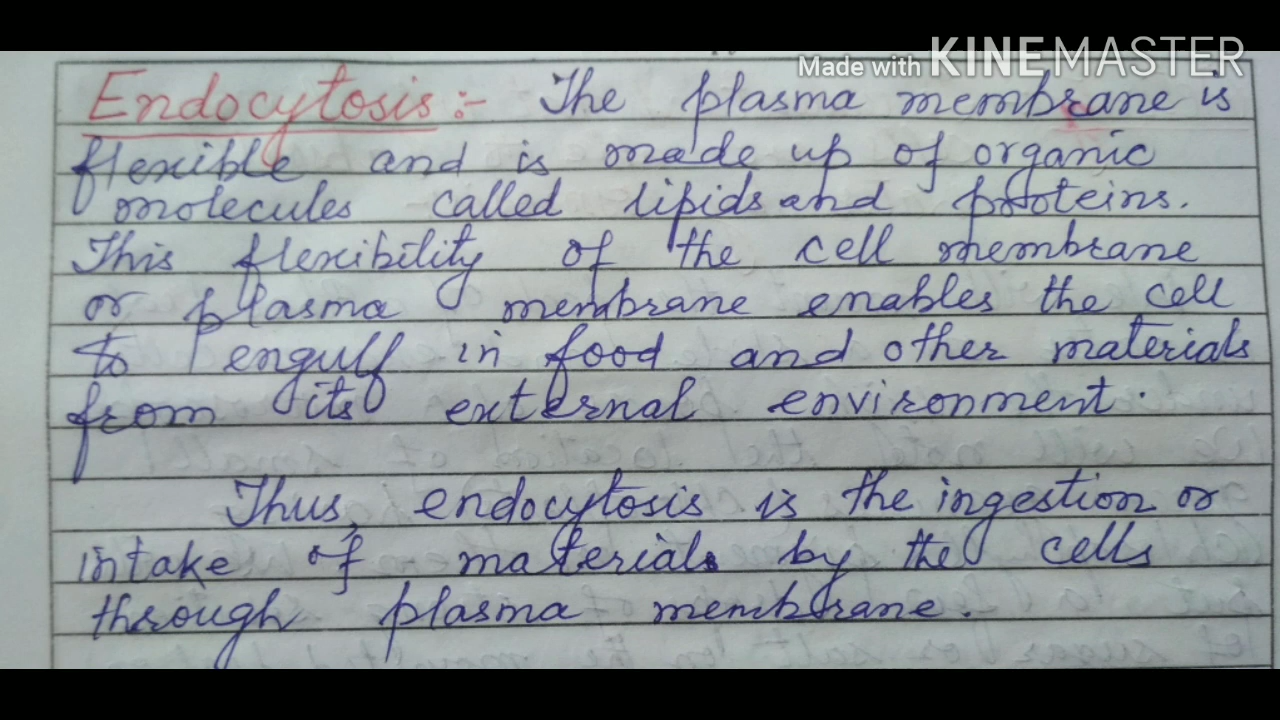 Made with KINEMASTER
Endocytosis:- The plasma membrane is
flexible and is made up of organic
molecules called lipids and proteins.
This flexibility of the cell membrane
or plasma membrane enables the cell
to engulf in food and other materials
from its external environment.
Thus, endocytosis is the ingestion or
intake of materials by the cells
through plasma membrane.